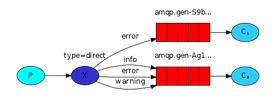 amqp.gen-S9b...
error
C₁
type=direct
amqp.gen-Ag1...
info
error
warning
P
X
C₂